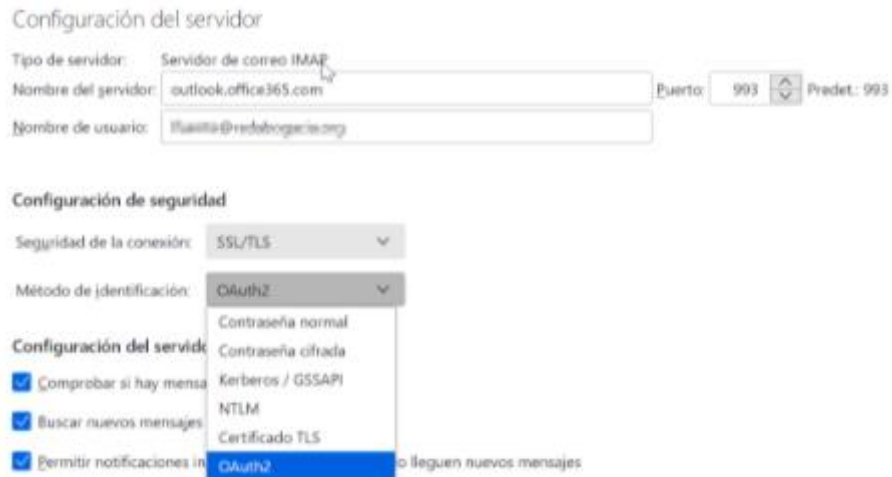 Configuración del servidor
Tipo de servidor: Servidor de correo IMAP
Nombre del servidor: outlook.office365.com Puerto: 993 Predet.: 993
Nombre de usuario: @redabogacia.org
Configuración de seguridad
Seguridad de la conexión: SSL/TLS
Método de identificación: OAuth2
Contraseña normal
Configuración del servido Contraseña cifrada
Comprobar si hay mensa Kerberos / GSSAPI
NTLM
Buscar nuevos mensajes
Certificado TLS
Permitir notificaciones in OAuth2 o lleguen nuevos mensajes